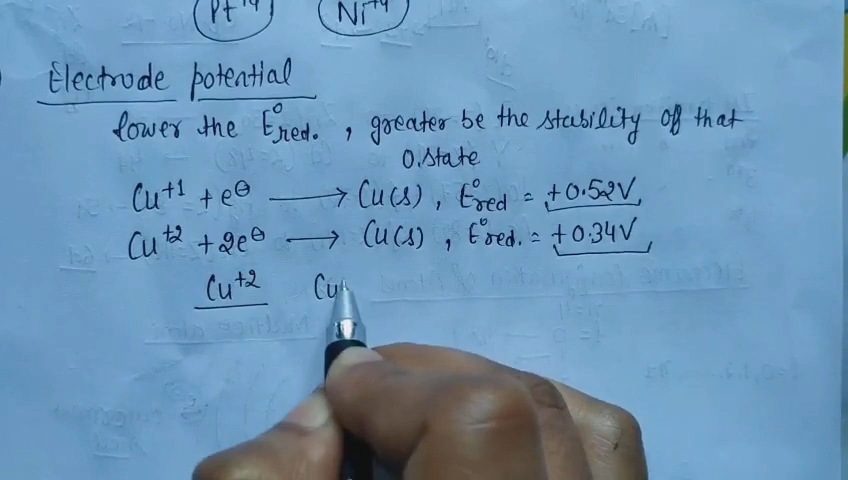 Pt+4 Ni+4
Electrode potential
lower the E°red. , greater be the stability of that
O.state
Cu+1 + e⊖ ⟶ Cu(s) , E°red = +0.52V
Cu+2 + 2e⊖ ⟶ Cu(s) , E°red. = +0.34V
Cu+2 Cu